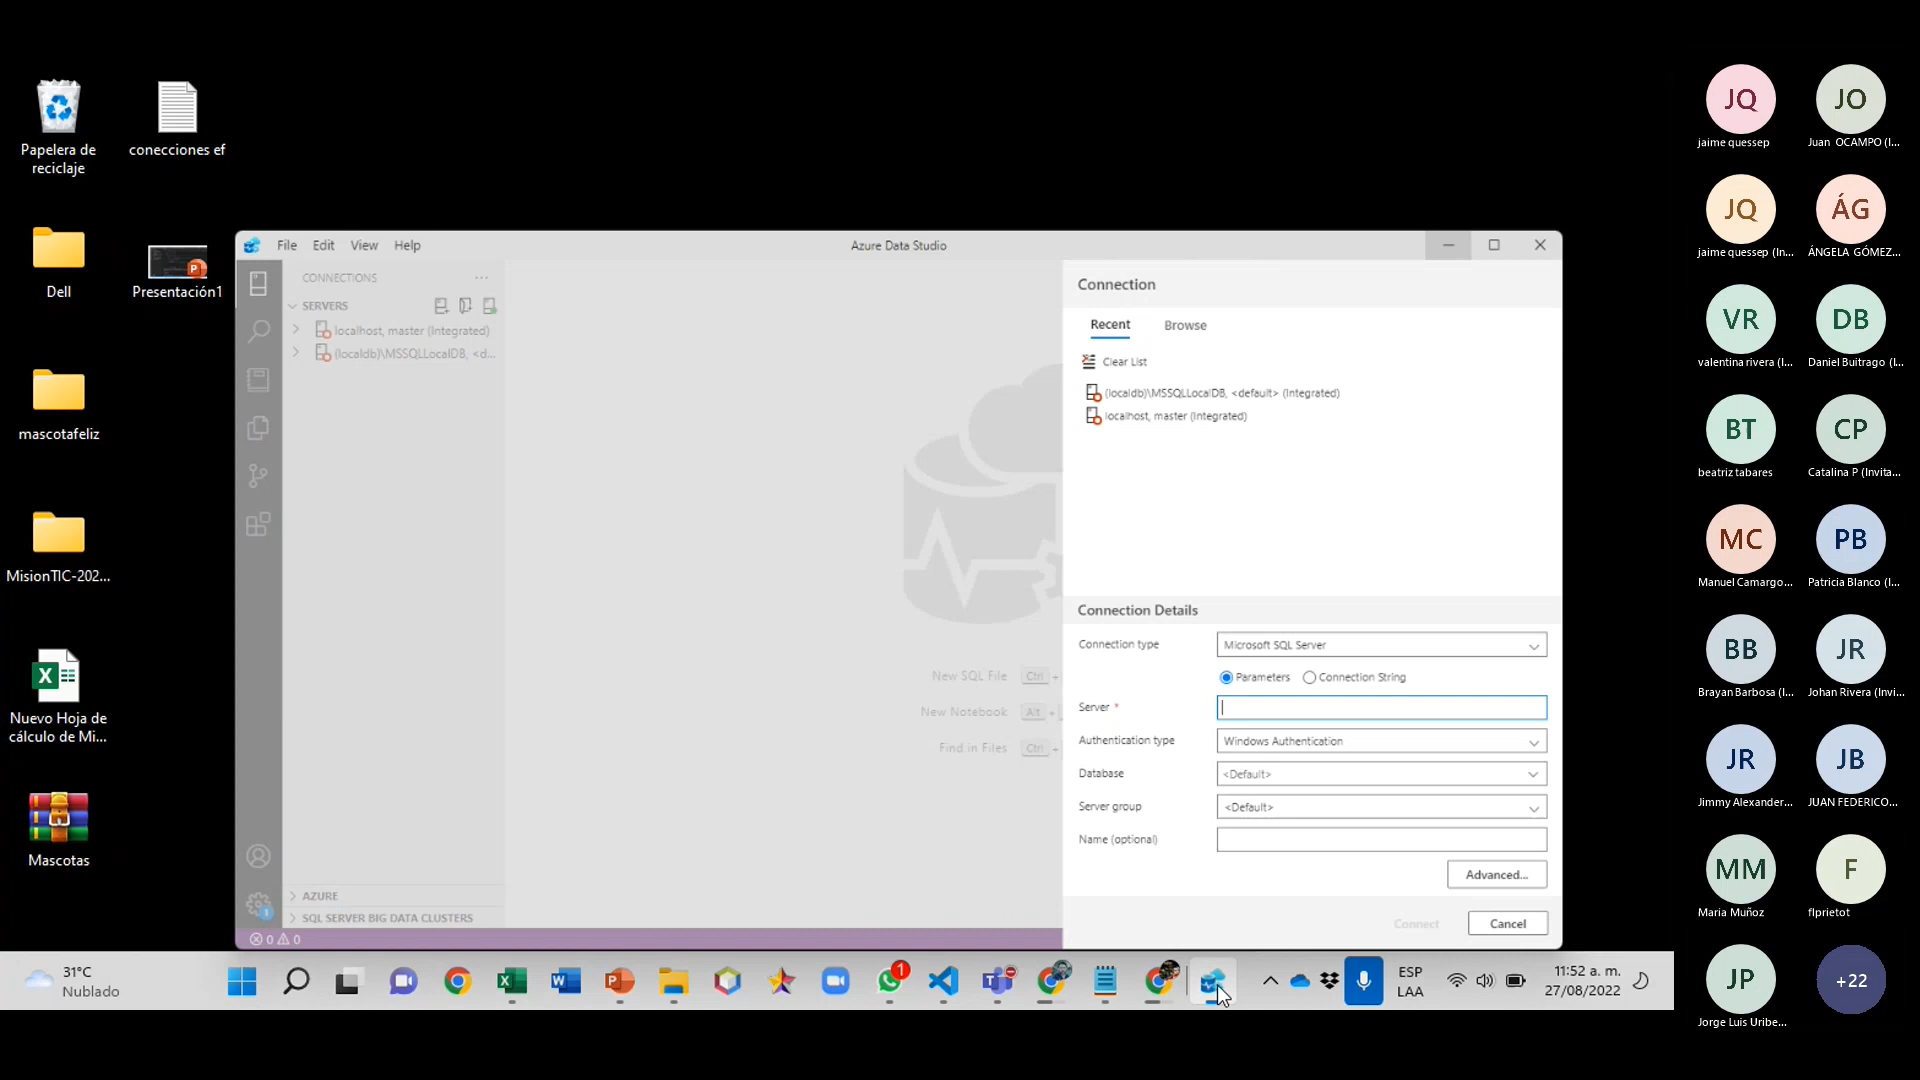 Papelera de
reciclaje
conecciones ef
Dell
Presentación1
mascotafeliz
MisionTIC-202...
Nuevo Hoja de
cálculo de Mi...
Mascotas
File Edit View Help
Azure Data Studio
CONNECTIONS
SERVERS
localhost, master (Integrated)
(localdb)\MSSQLLocalDB, <d...
AZURE
SQL SERVER BIG DATA CLUSTERS
0 0
New SQL File Ctrl +
New Notebook Alt +
Find in Files Ctrl +
Connection
Recent Browse
Clear List
(localdb)\MSSQLLocalDB, <default> (Integrated)
localhost, master (Integrated)
Connection Details
Connection type Microsoft SQL Server
Parameters Connection String
Server *
Authentication type Windows Authentication
Database <Default>
Server group <Default>
Name (optional)
Advanced...
Connect Cancel
31°C
Nublado
1
ESP
LAA
11:52 a. m.
27/08/2022
JQ JO
jaime quessep Juan OCAMPO (I...
JQ ÁG
jaime quessep (In... ÁNGELA GÓMEZ...
VR DB
valentina rivera (I... Daniel Buitrago (I...
BT CP
beatriz tabares Catalina P (Invita...
MC PB
Manuel Camargo... Patricia Blanco (I...
BB JR
Brayan Barbosa (I... Johan Rivera (Invi...
JR JB
Jimmy Alexander... JUAN FEDERICO...
MM F
Maria Muñoz flprietot
JP +22
Jorge Luis Uribe...